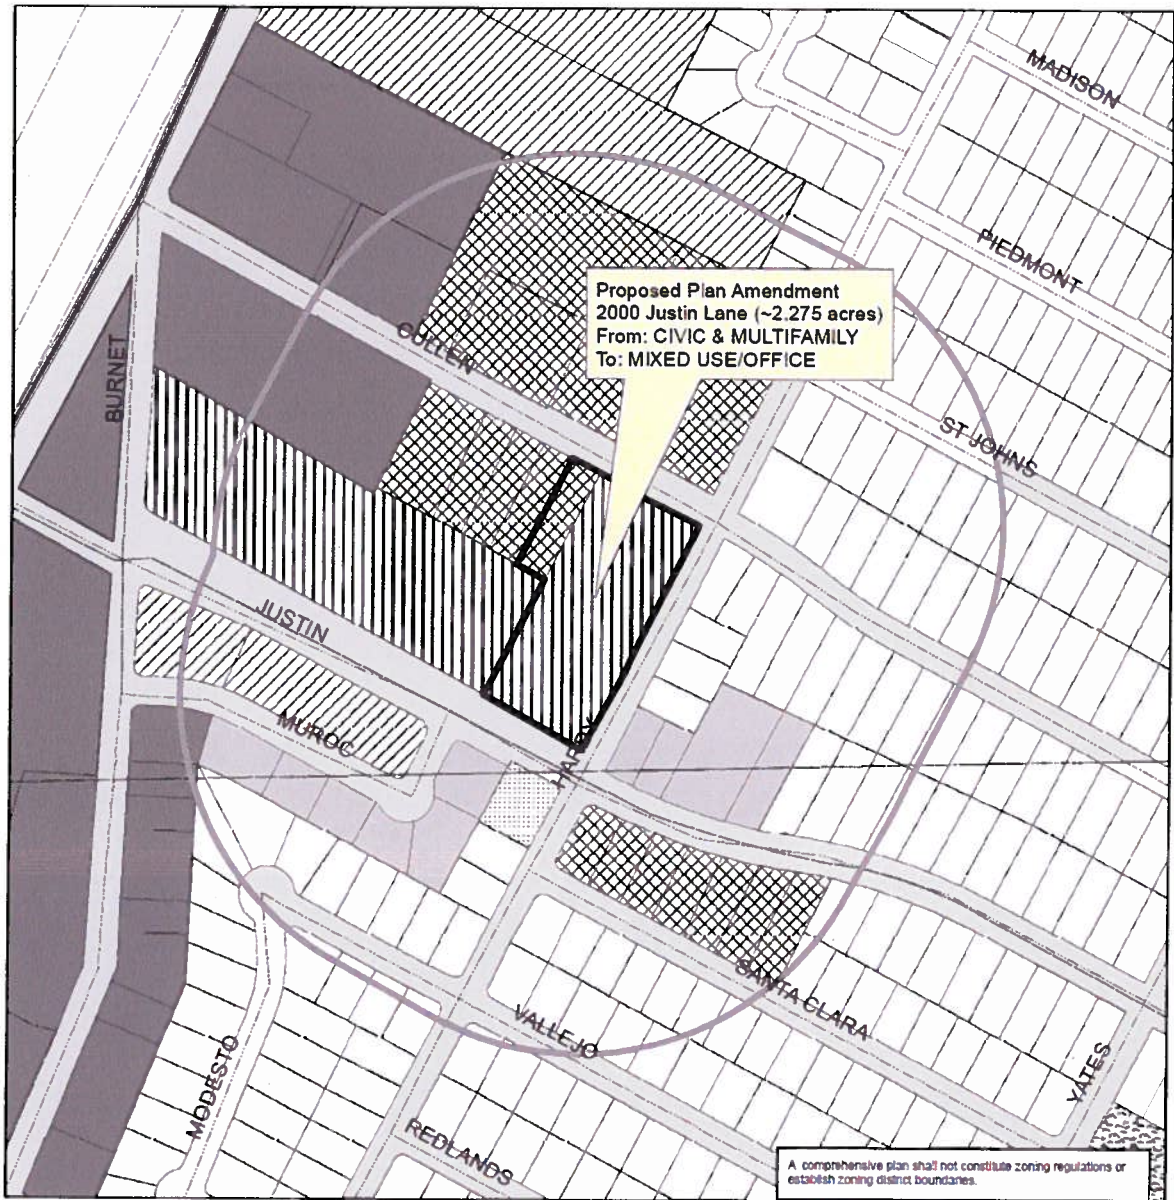 MADISON
PIEDMONT
Proposed Plan Amendment
2000 Justin Lane (~2.275 acres)
From: CIVIC & MULTIFAMILY
To: MIXED USE/OFFICE
CULLEN
BURNET
ST JOHNS
JUSTIN
MUROC
HARDY
SANTA CLARA
VALLEJO
MODESTO
YATES
REDLANDS
A comprehensive plan shall not constitute zoning regulations or
establish zoning district boundaries.